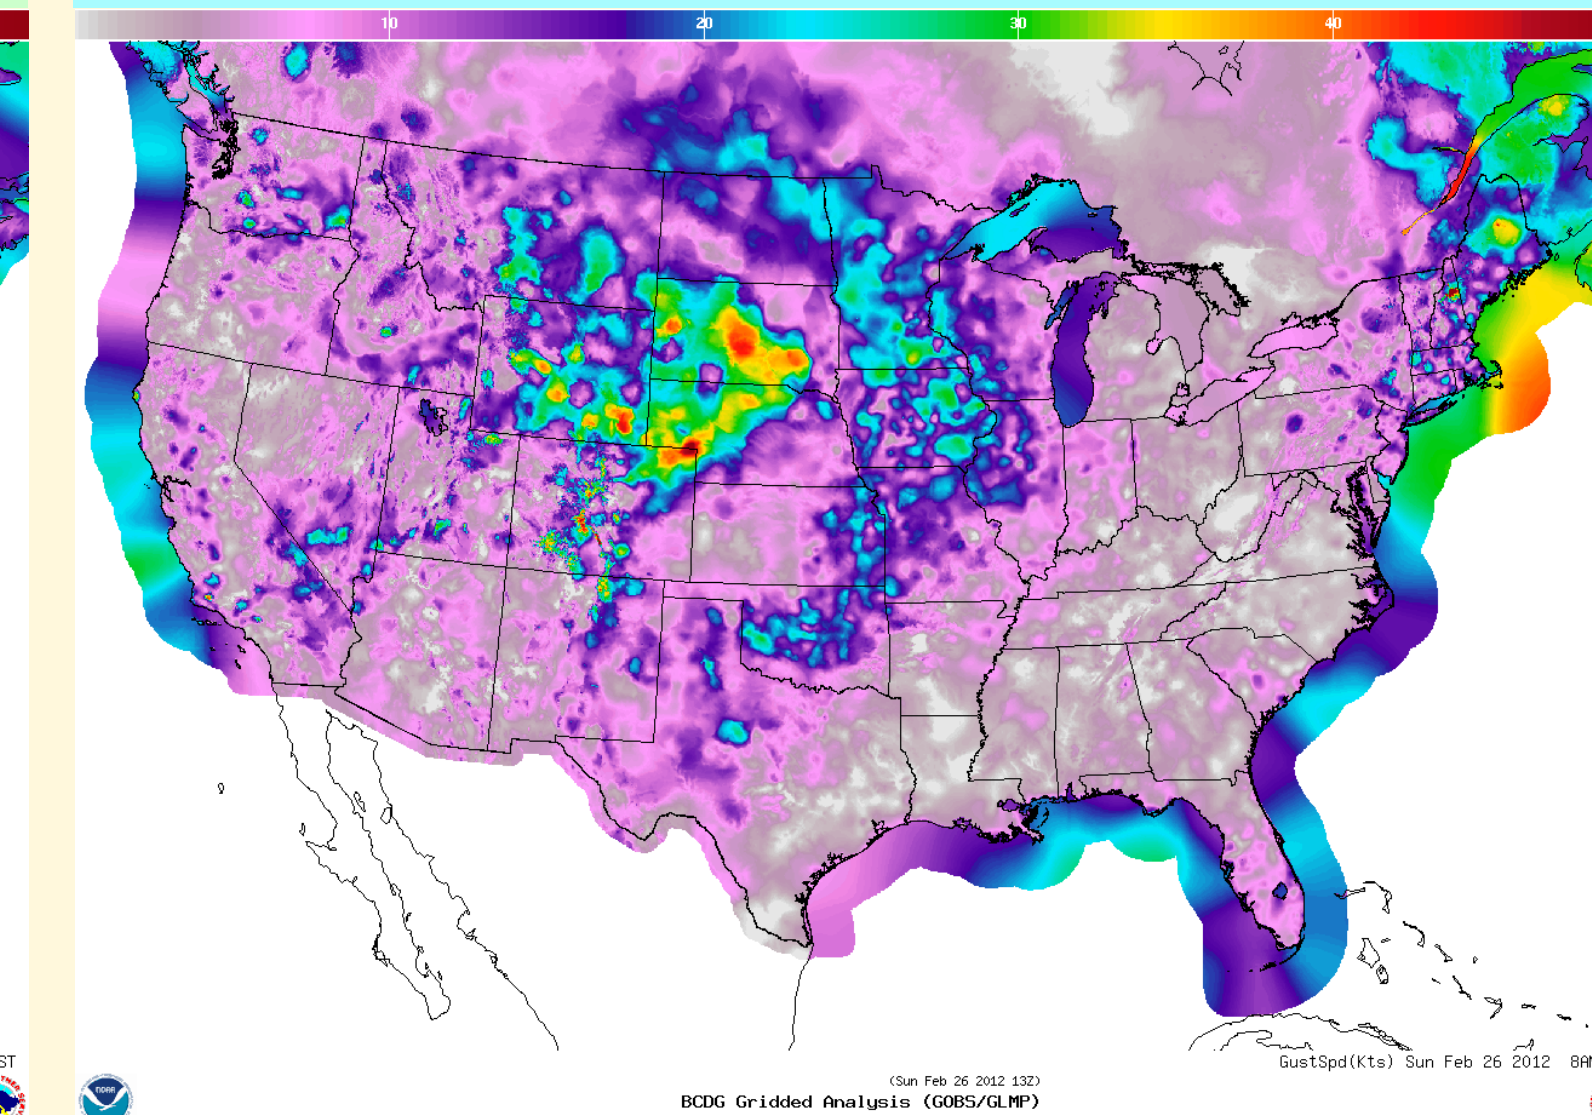 10 20 30 40
ST
GustSpd(Kts) Sun Feb 26 2012 8AM
(Sun Feb 26 2012 13Z)
NOAA
BCDG Gridded Analysis (GOBS/GLMP)